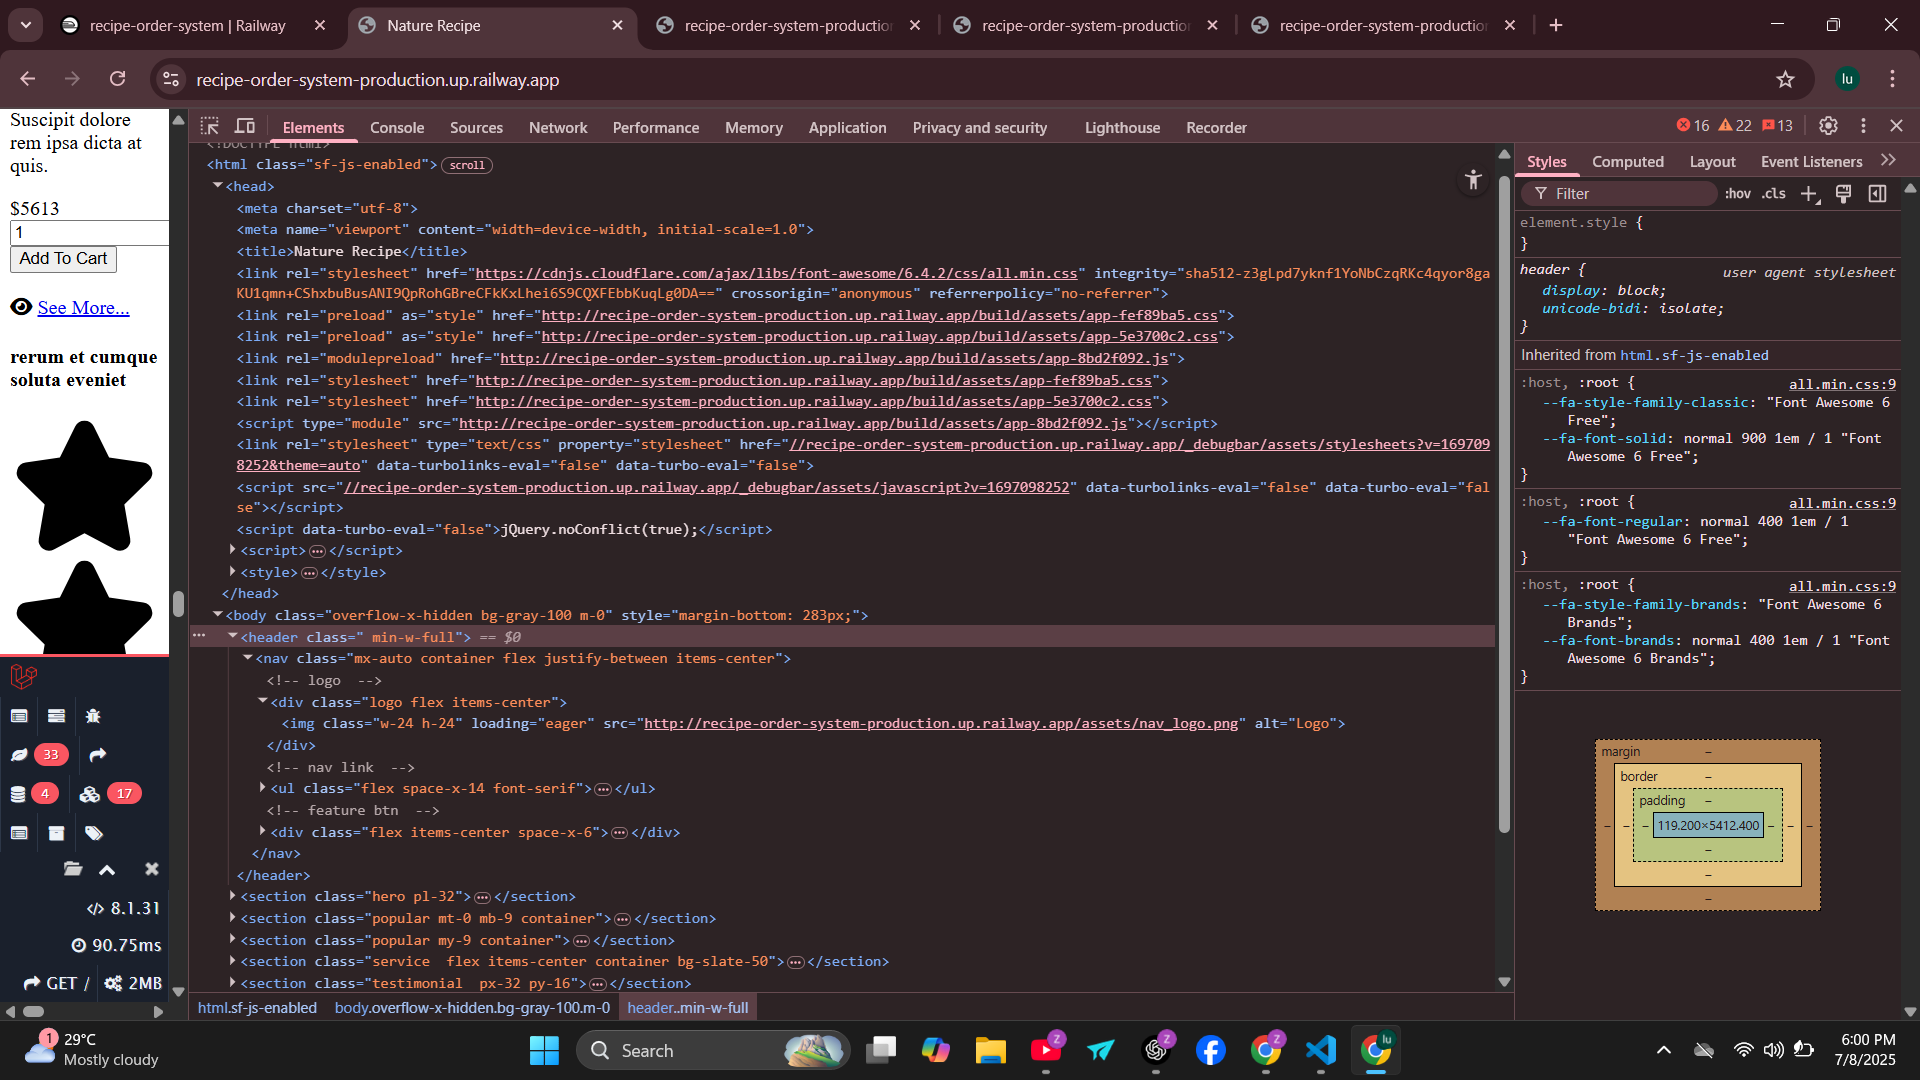 recipe-order-system | Railway
Nature Recipe
recipe-order-system-production
recipe-order-system-production
recipe-order-system-production
recipe-order-system-production.up.railway.app
lu
Suscipit dolore
rem ipsa dicta at
quis.
$5613
1
Add To Cart
See More...
rerum et cumque
soluta eveniet
33
4
17
8.1.31
90.75ms
GET /
2MB
Elements
Console
Sources
Network
Performance
Memory
Application
Privacy and security
Lighthouse
Recorder
16
22
13
<!DOCTYPE html>
<html class="sf-js-enabled"> scroll
<head>
<meta charset="utf-8">
<meta name="viewport" content="width=device-width, initial-scale=1.0">
<title>Nature Recipe</title>
<link rel="stylesheet" href="https://cdnjs.cloudflare.com/ajax/libs/font-awesome/6.4.2/css/all.min.css" integrity="sha512-z3gLpd7yknf1YoNbCzqRKc4qyor8ga
KU1qmn+CShxbuBusANI9QpRohGBreCFkKxLhei6S9CQXFEbbKuqLg0DA==" crossorigin="anonymous" referrerpolicy="no-referrer">
<link rel="preload" as="style" href="http://recipe-order-system-production.up.railway.app/build/assets/app-fef89ba5.css">
<link rel="preload" as="style" href="http://recipe-order-system-production.up.railway.app/build/assets/app-5e3700c2.css">
<link rel="modulepreload" href="http://recipe-order-system-production.up.railway.app/build/assets/app-8bd2f092.js">
<link rel="stylesheet" href="http://recipe-order-system-production.up.railway.app/build/assets/app-fef89ba5.css">
<link rel="stylesheet" href="http://recipe-order-system-production.up.railway.app/build/assets/app-5e3700c2.css">
<script type="module" src="http://recipe-order-system-production.up.railway.app/build/assets/app-8bd2f092.js"></script>
<link rel="stylesheet" type="text/css" property="stylesheet" href="//recipe-order-system-production.up.railway.app/_debugbar/assets/stylesheets?v=169709
8252&theme=auto" data-turbolinks-eval="false" data-turbo-eval="false">
<script src="//recipe-order-system-production.up.railway.app/_debugbar/assets/javascript?v=1697098252" data-turbolinks-eval="false" data-turbo-eval="fal
se"></script>
<script data-turbo-eval="false">jQuery.noConflict(true);</script>
<script>…</script>
<style>…</style>
</head>
<body class="overflow-x-hidden bg-gray-100 m-0" style="margin-bottom: 283px;">
<header class=" min-w-full"> == $0
<nav class="mx-auto container flex justify-between items-center">
<!-- logo  -->
<div class="logo flex items-center">
<img class="w-24 h-24" loading="eager" src="http://recipe-order-system-production.up.railway.app/assets/nav_logo.png" alt="Logo">
</div>
<!-- nav link  -->
<ul class="flex space-x-14 font-serif">…</ul>
<!-- feature btn  -->
<div class="flex items-center space-x-6">…</div>
</nav>
</header>
<section class="hero pl-32">…</section>
<section class="popular mt-0 mb-9 container">…</section>
<section class="popular my-9 container">…</section>
<section class="service  flex items-center container bg-slate-50">…</section>
<section class="testimonial  px-32 py-16">…</section>
html.sf-js-enabled
body.overflow-x-hidden.bg-gray-100.m-0
header..min-w-full
Styles
Computed
Layout
Event Listeners
Filter
:hov
.cls
element.style {
}
header {
user agent stylesheet
display: block;
unicode-bidi: isolate;
}
Inherited from html.sf-js-enabled
:host, :root {
all.min.css:9
--fa-style-family-classic: "Font Awesome 6
Free";
--fa-font-solid: normal 900 1em / 1 "Font
Awesome 6 Free";
}
:host, :root {
all.min.css:9
--fa-font-regular: normal 400 1em / 1
"Font Awesome 6 Free";
}
:host, :root {
all.min.css:9
--fa-style-family-brands: "Font Awesome 6
Brands";
--fa-font-brands: normal 400 1em / 1 "Font
Awesome 6 Brands";
}
margin
border
padding
119.200×5412.400
1
29°C
Mostly cloudy
Search
Z
Z
Z
lu
6:00 PM
7/8/2025